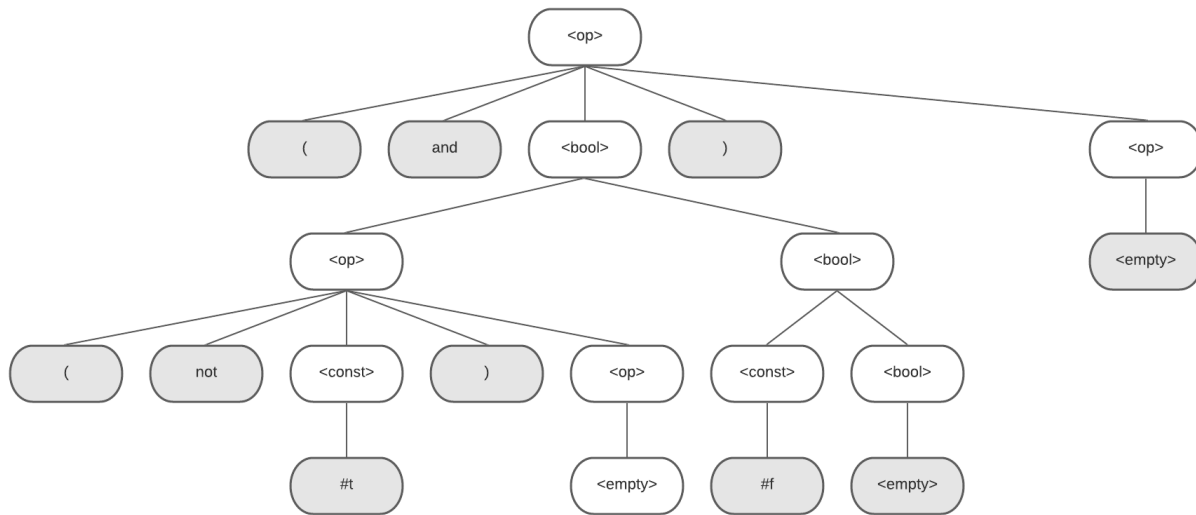 <op>
( and <bool> ) <op>
<op> <bool> <empty>
( not <const> ) <op> <const> <bool>
#t <empty> #f <empty>